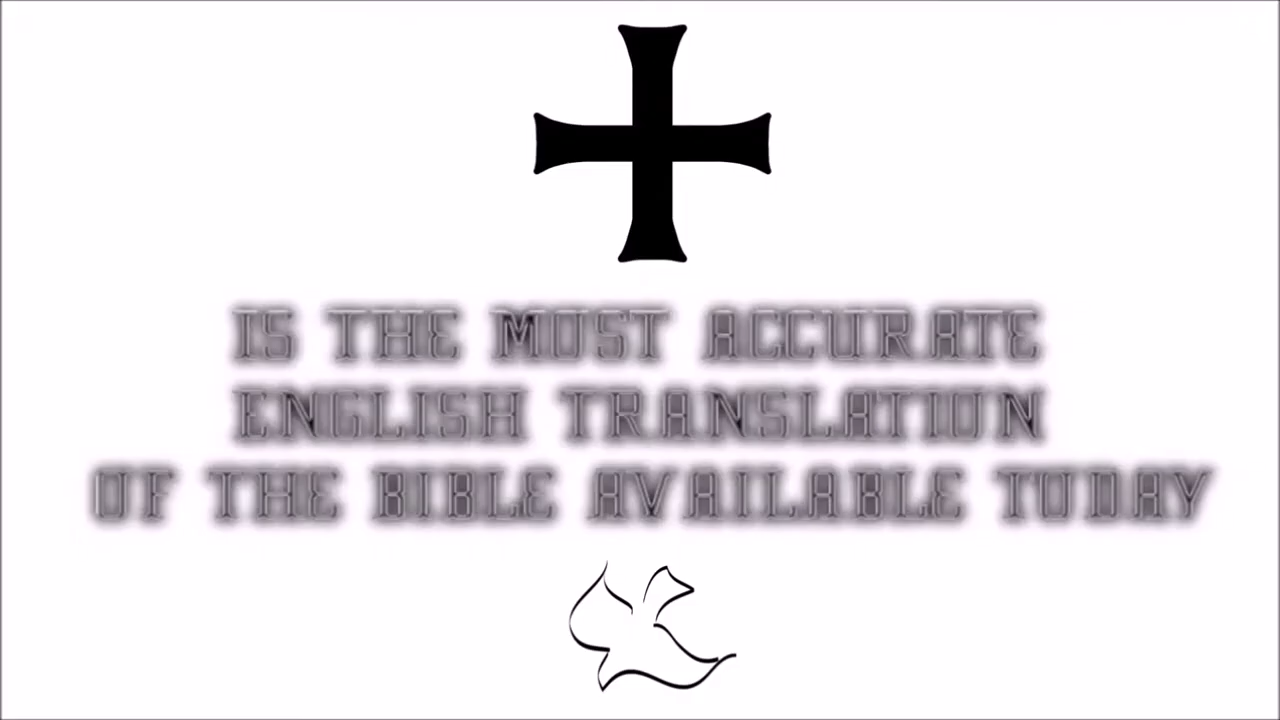 IS THE MOST ACCURATE
ENGLISH TRANSLATION
OF THE BIBLE AVAILABLE TODAY